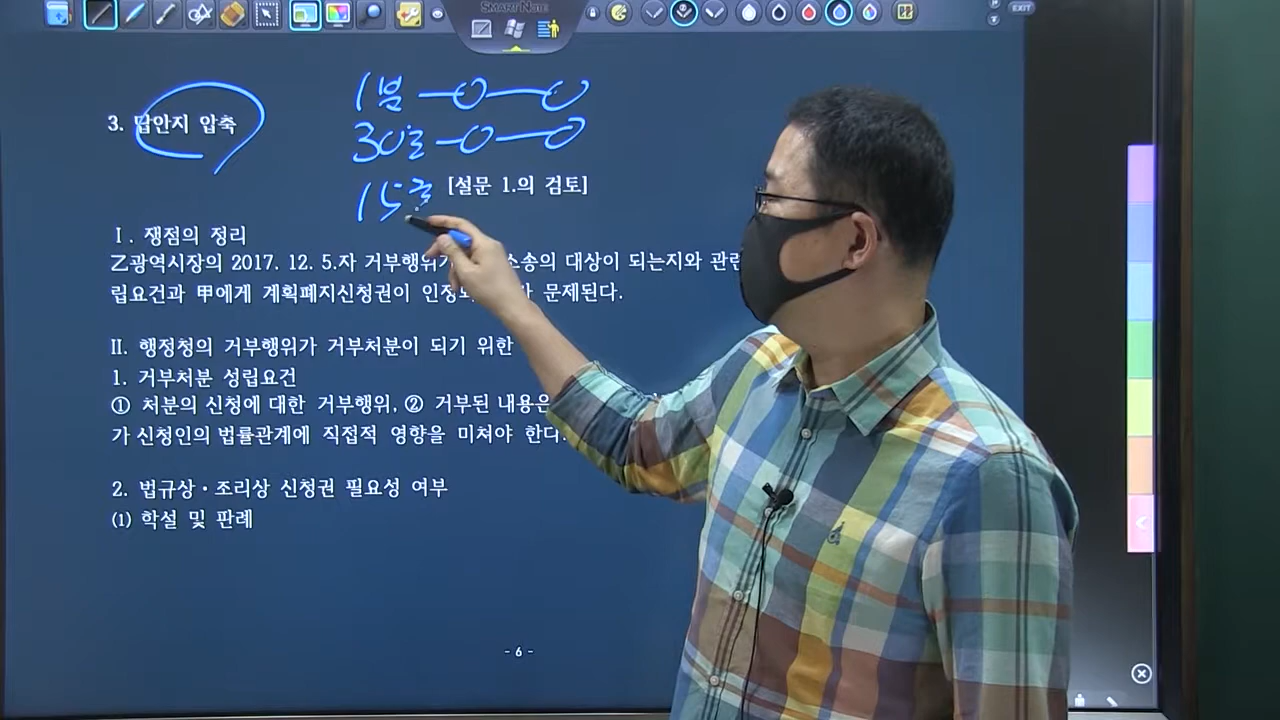 SMART NOTE
EXIT
1분
30초
15초
3. 답안지 압축
[설문 1.의 검토]
Ⅰ. 쟁점의 정리
乙광역시장의 2017. 12. 5.자 거부행위가 소송의 대상이 되는지와 관련
립요건과 甲에게 계획폐지신청권이 인정되 가 문제된다.
Ⅱ. 행정청의 거부행위가 거부처분이 되기 위한
1. 거부처분 성립요건
① 처분의 신청에 대한 거부행위, ② 거부된 내용은
가 신청인의 법률관계에 직접적 영향을 미쳐야 한다.
2. 법규상・조리상 신청권 필요성 여부
⑴ 학설 및 판례
- 6 -